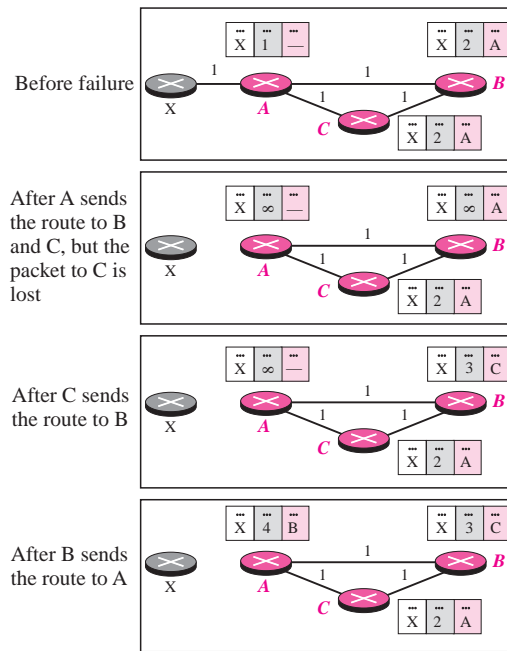 Before failure
••• ••• •••
X 1 —
••• ••• •••
X 2 A
1
1
X
A
1
C
1
B
••• ••• •••
X 2 A
After A sends
the route to B
and C, but the
packet to C is
lost
••• ••• •••
X ∞ —
••• ••• •••
X ∞ A
1
X
A
1
C
1
B
••• ••• •••
X 2 A
After C sends
the route to B
••• ••• •••
X ∞ —
••• ••• •••
X 3 C
1
X
A
1
C
1
B
••• ••• •••
X 2 A
After B sends
the route to A
••• ••• •••
X 4 B
••• ••• •••
X 3 C
1
X
A
1
C
1
B
••• ••• •••
X 2 A